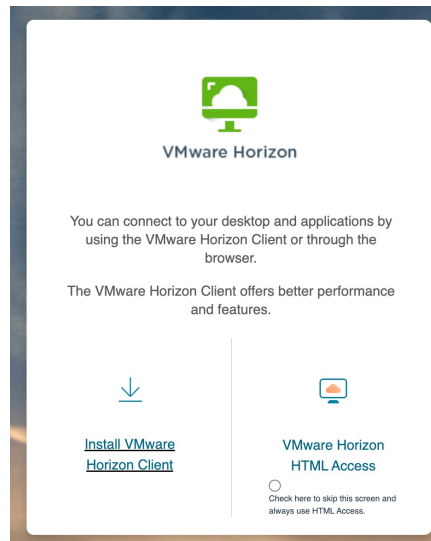 VMware Horizon
You can connect to your desktop and applications by
using the VMware Horizon Client or through the
browser.
The VMware Horizon Client offers better performance
and features.
Install VMware
Horizon Client
VMware Horizon
HTML Access
Check here to skip this screen and
always use HTML Access.